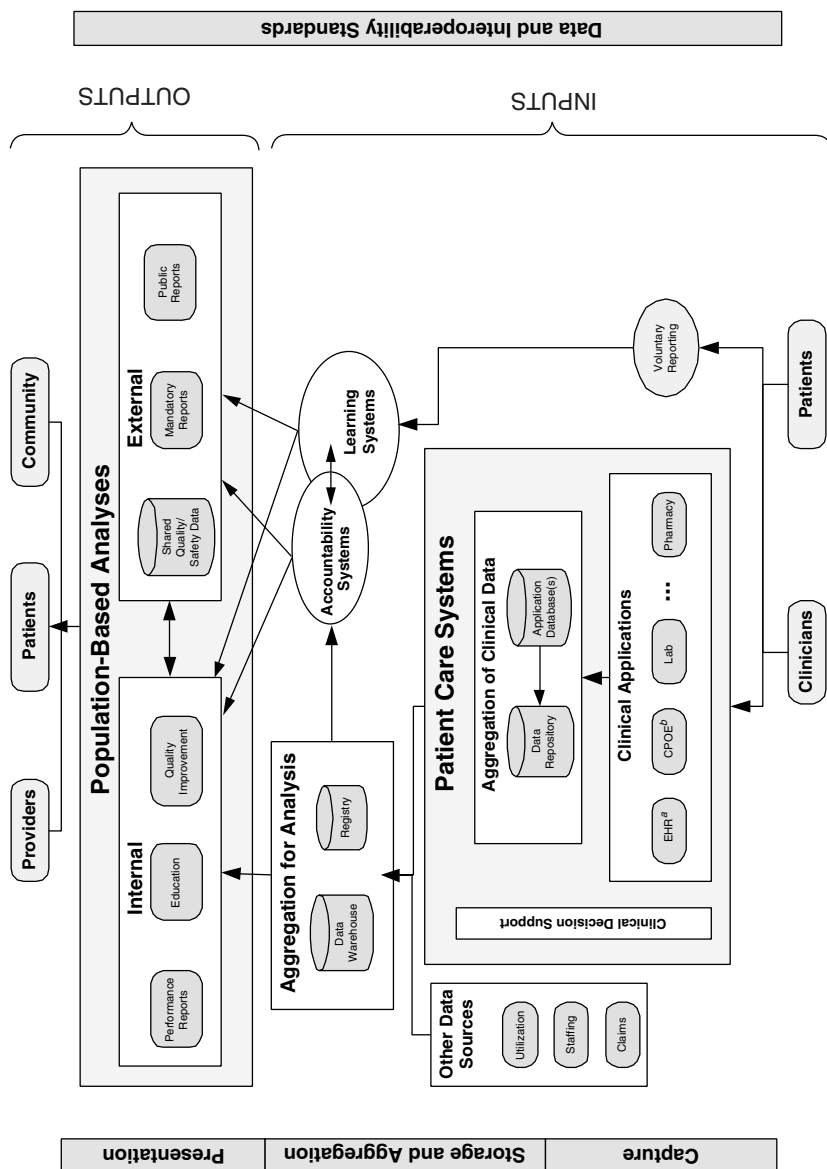 Providers
Patients
Community
Population-Based Analyses
Internal
Performance
Reports
Education
Quality
Improvement
External
Shared
Quality/
Safety Data
Mandatory
Reports
Public
Reports
OUTPUTS
Presentation
Aggregation for Analysis
Data
Warehouse
Registry
Accountability
Systems
Learning
Systems
INPUTS
Storage and Aggregation
Other Data
Sources
Utilization
Staffing
Claims
Patient Care Systems
Clinical Decision Support
Aggregation of Clinical Data
Data
Repository
Application
Database(s)
Clinical Applications
EHRa
CPOEb
Lab
...
Pharmacy
Voluntary
Reporting
Capture
Clinicians
Patients
Data and Interoperability Standards